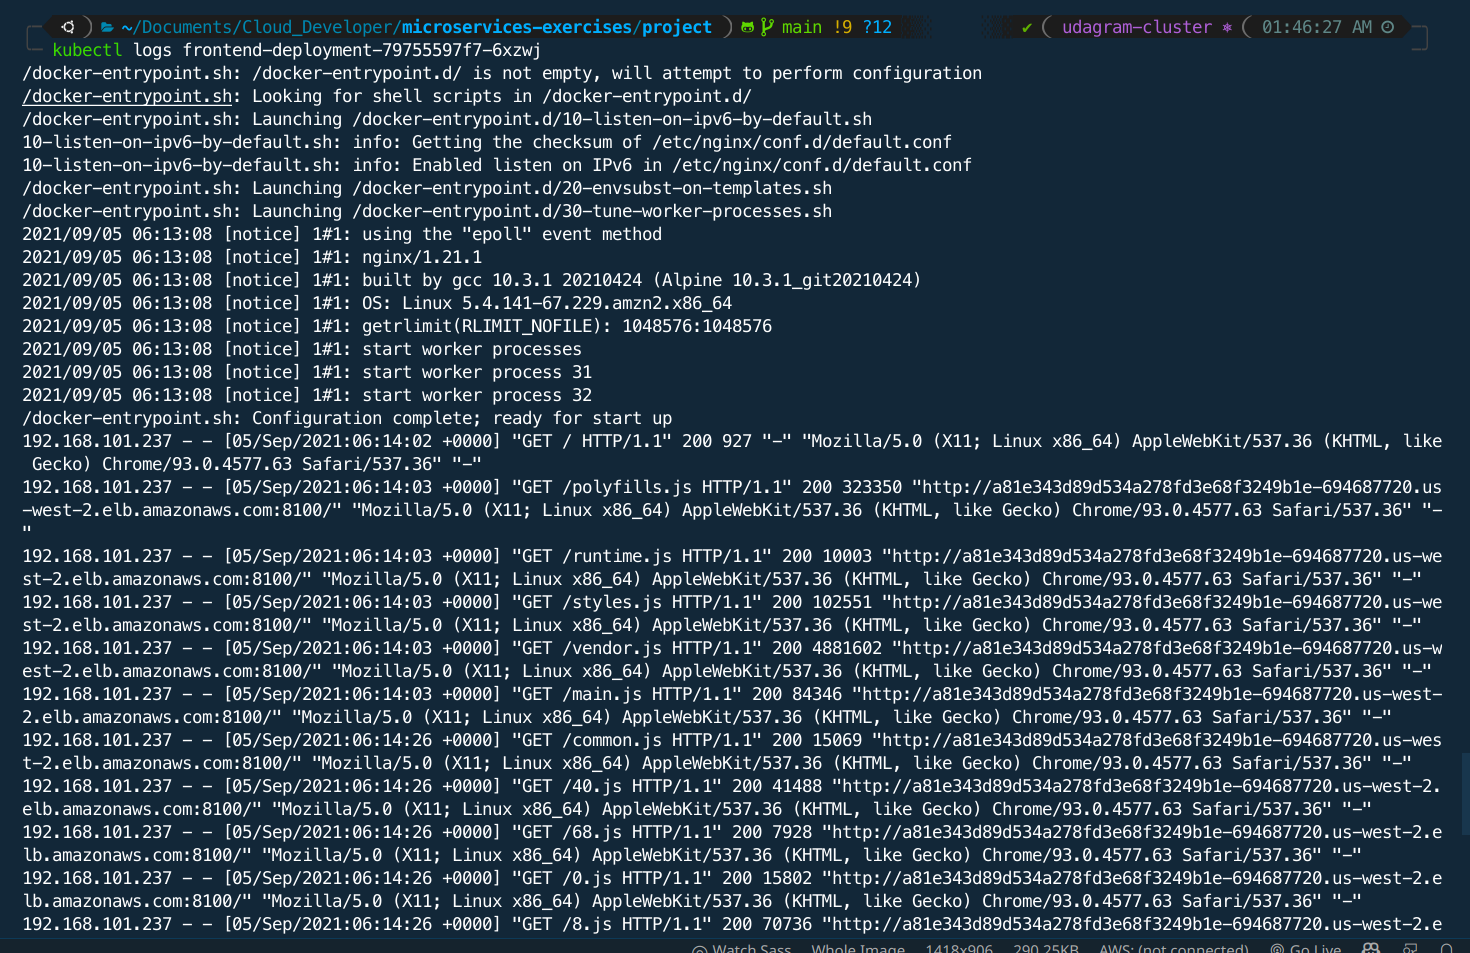 ~/Documents/Cloud_Developer/microservices-exercises/project ) main !9 ?12 ✔ ( udagram-cluster ⎈ ( 01:46:27 AM
kubectl logs frontend-deployment-79755597f7-6xzwj
/docker-entrypoint.sh: /docker-entrypoint.d/ is not empty, will attempt to perform configuration
/docker-entrypoint.sh: Looking for shell scripts in /docker-entrypoint.d/
/docker-entrypoint.sh: Launching /docker-entrypoint.d/10-listen-on-ipv6-by-default.sh
10-listen-on-ipv6-by-default.sh: info: Getting the checksum of /etc/nginx/conf.d/default.conf
10-listen-on-ipv6-by-default.sh: info: Enabled listen on IPv6 in /etc/nginx/conf.d/default.conf
/docker-entrypoint.sh: Launching /docker-entrypoint.d/20-envsubst-on-templates.sh
/docker-entrypoint.sh: Launching /docker-entrypoint.d/30-tune-worker-processes.sh
2021/09/05 06:13:08 [notice] 1#1: using the "epoll" event method
2021/09/05 06:13:08 [notice] 1#1: nginx/1.21.1
2021/09/05 06:13:08 [notice] 1#1: built by gcc 10.3.1 20210424 (Alpine 10.3.1_git20210424)
2021/09/05 06:13:08 [notice] 1#1: OS: Linux 5.4.141-67.229.amzn2.x86_64
2021/09/05 06:13:08 [notice] 1#1: getrlimit(RLIMIT_NOFILE): 1048576:1048576
2021/09/05 06:13:08 [notice] 1#1: start worker processes
2021/09/05 06:13:08 [notice] 1#1: start worker process 31
2021/09/05 06:13:08 [notice] 1#1: start worker process 32
/docker-entrypoint.sh: Configuration complete; ready for start up
192.168.101.237 - - [05/Sep/2021:06:14:02 +0000] "GET / HTTP/1.1" 200 927 "-" "Mozilla/5.0 (X11; Linux x86_64) AppleWebKit/537.36 (KHTML, like
 Gecko) Chrome/93.0.4577.63 Safari/537.36" "-"
192.168.101.237 - - [05/Sep/2021:06:14:03 +0000] "GET /polyfills.js HTTP/1.1" 200 323350 "http://a81e343d89d534a278fd3e68f3249b1e-694687720.us
-west-2.elb.amazonaws.com:8100/" "Mozilla/5.0 (X11; Linux x86_64) AppleWebKit/537.36 (KHTML, like Gecko) Chrome/93.0.4577.63 Safari/537.36" "-
"
192.168.101.237 - - [05/Sep/2021:06:14:03 +0000] "GET /runtime.js HTTP/1.1" 200 10003 "http://a81e343d89d534a278fd3e68f3249b1e-694687720.us-we
st-2.elb.amazonaws.com:8100/" "Mozilla/5.0 (X11; Linux x86_64) AppleWebKit/537.36 (KHTML, like Gecko) Chrome/93.0.4577.63 Safari/537.36" "-"
192.168.101.237 - - [05/Sep/2021:06:14:03 +0000] "GET /styles.js HTTP/1.1" 200 102551 "http://a81e343d89d534a278fd3e68f3249b1e-694687720.us-we
st-2.elb.amazonaws.com:8100/" "Mozilla/5.0 (X11; Linux x86_64) AppleWebKit/537.36 (KHTML, like Gecko) Chrome/93.0.4577.63 Safari/537.36" "-"
192.168.101.237 - - [05/Sep/2021:06:14:03 +0000] "GET /vendor.js HTTP/1.1" 200 4881602 "http://a81e343d89d534a278fd3e68f3249b1e-694687720.us-w
est-2.elb.amazonaws.com:8100/" "Mozilla/5.0 (X11; Linux x86_64) AppleWebKit/537.36 (KHTML, like Gecko) Chrome/93.0.4577.63 Safari/537.36" "-"
192.168.101.237 - - [05/Sep/2021:06:14:03 +0000] "GET /main.js HTTP/1.1" 200 84346 "http://a81e343d89d534a278fd3e68f3249b1e-694687720.us-west-
2.elb.amazonaws.com:8100/" "Mozilla/5.0 (X11; Linux x86_64) AppleWebKit/537.36 (KHTML, like Gecko) Chrome/93.0.4577.63 Safari/537.36" "-"
192.168.101.237 - - [05/Sep/2021:06:14:26 +0000] "GET /common.js HTTP/1.1" 200 15069 "http://a81e343d89d534a278fd3e68f3249b1e-694687720.us-wes
t-2.elb.amazonaws.com:8100/" "Mozilla/5.0 (X11; Linux x86_64) AppleWebKit/537.36 (KHTML, like Gecko) Chrome/93.0.4577.63 Safari/537.36" "-"
192.168.101.237 - - [05/Sep/2021:06:14:26 +0000] "GET /40.js HTTP/1.1" 200 41488 "http://a81e343d89d534a278fd3e68f3249b1e-694687720.us-west-2.
elb.amazonaws.com:8100/" "Mozilla/5.0 (X11; Linux x86_64) AppleWebKit/537.36 (KHTML, like Gecko) Chrome/93.0.4577.63 Safari/537.36" "-"
192.168.101.237 - - [05/Sep/2021:06:14:26 +0000] "GET /68.js HTTP/1.1" 200 7928 "http://a81e343d89d534a278fd3e68f3249b1e-694687720.us-west-2.e
lb.amazonaws.com:8100/" "Mozilla/5.0 (X11; Linux x86_64) AppleWebKit/537.36 (KHTML, like Gecko) Chrome/93.0.4577.63 Safari/537.36" "-"
192.168.101.237 - - [05/Sep/2021:06:14:26 +0000] "GET /0.js HTTP/1.1" 200 15802 "http://a81e343d89d534a278fd3e68f3249b1e-694687720.us-west-2.e
lb.amazonaws.com:8100/" "Mozilla/5.0 (X11; Linux x86_64) AppleWebKit/537.36 (KHTML, like Gecko) Chrome/93.0.4577.63 Safari/537.36" "-"
192.168.101.237 - - [05/Sep/2021:06:14:26 +0000] "GET /8.js HTTP/1.1" 200 70736 "http://a81e343d89d534a278fd3e68f3249b1e-694687720.us-west-2.e
Watch Sass Whole Image 1418x906 290.25KB AWS: (not connected) Go Live